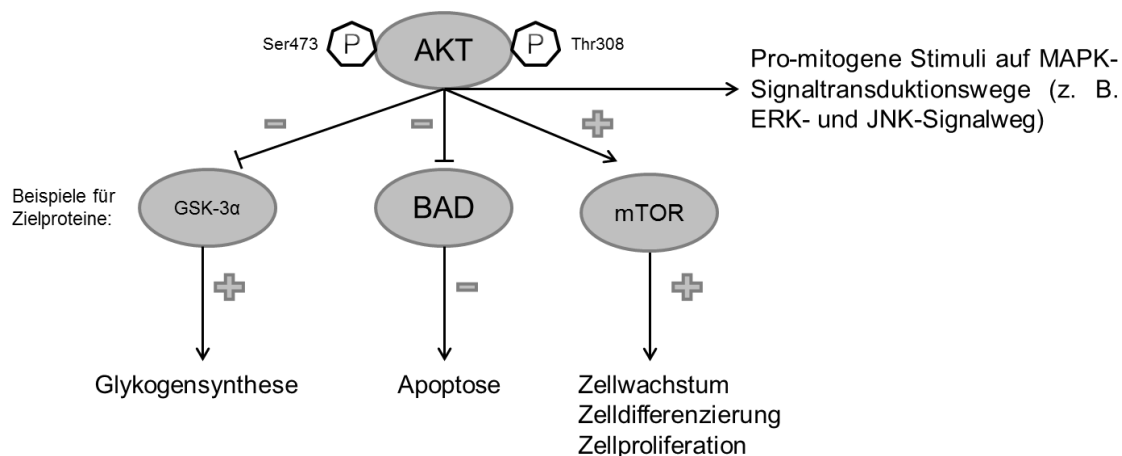 Ser473
P
AKT
P
Thr308
Pro-mitogene Stimuli auf MAPK-
Signaltransduktionswege (z. B.
ERK- und JNK-Signalweg)
Beispiele für
Zielproteine:
GSK-3α
BAD
mTOR
Glykogensynthese
Apoptose
Zellwachstum
Zelldifferenzierung
Zellproliferation